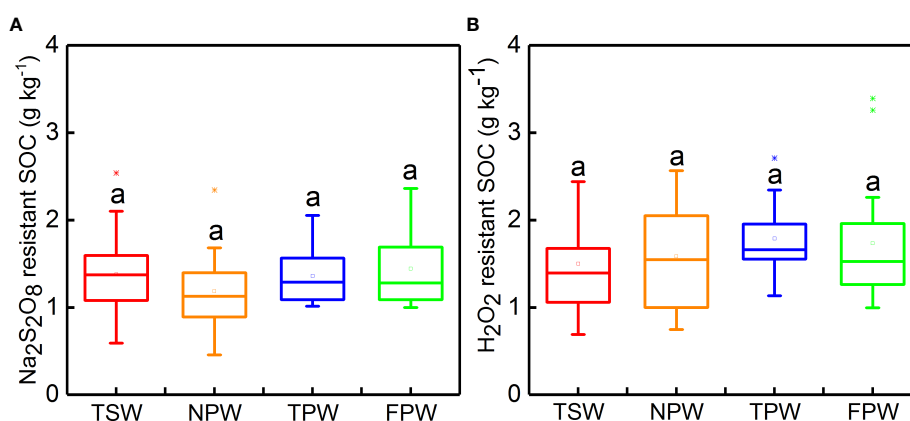 A
Na₂S₂O₈ resistant SOC (g kg⁻¹)
4
3
2
1
0
a
a
a
a
TSW NPW TPW FPW
B
H₂O₂ resistant SOC (g kg⁻¹)
4
3
2
1
0
a
a
a
a
TSW NPW TPW FPW